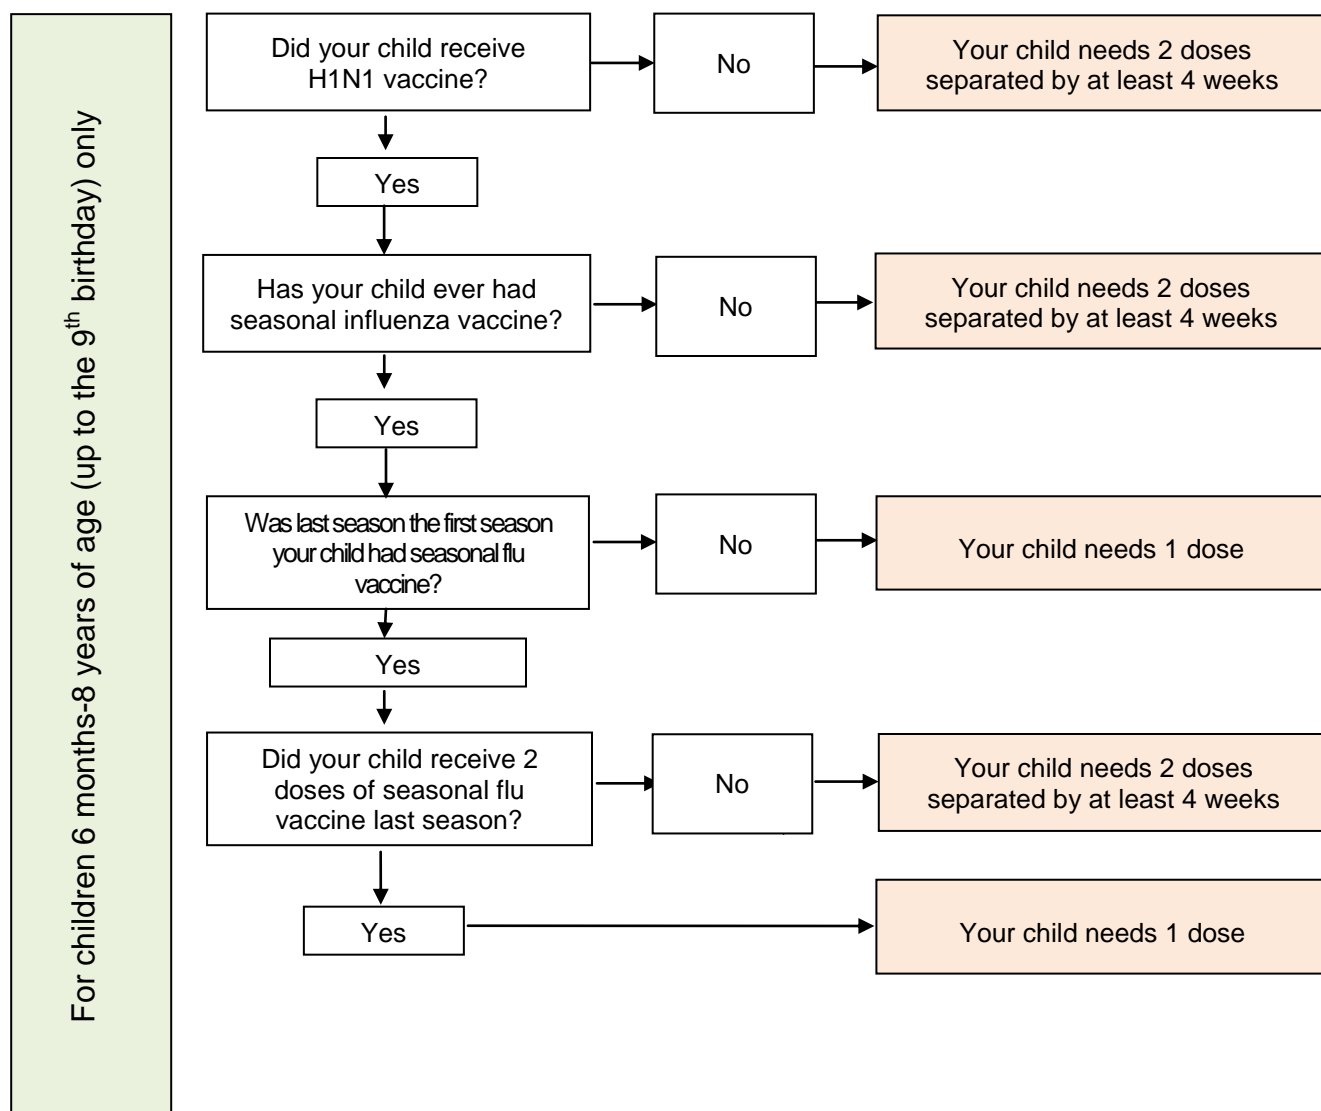 For children 6 months-8 years of age (up to the 9th birthday) only
Did your child receive
H1N1 vaccine?
No
Your child needs 2 doses
separated by at least 4 weeks
Yes
Has your child ever had
seasonal influenza vaccine?
No
Your child needs 2 doses
separated by at least 4 weeks
Yes
Was last season the first season
your child had seasonal flu
vaccine?
No
Your child needs 1 dose
Yes
Did your child receive 2
doses of seasonal flu
vaccine last season?
No
Your child needs 2 doses
separated by at least 4 weeks
Yes
Your child needs 1 dose